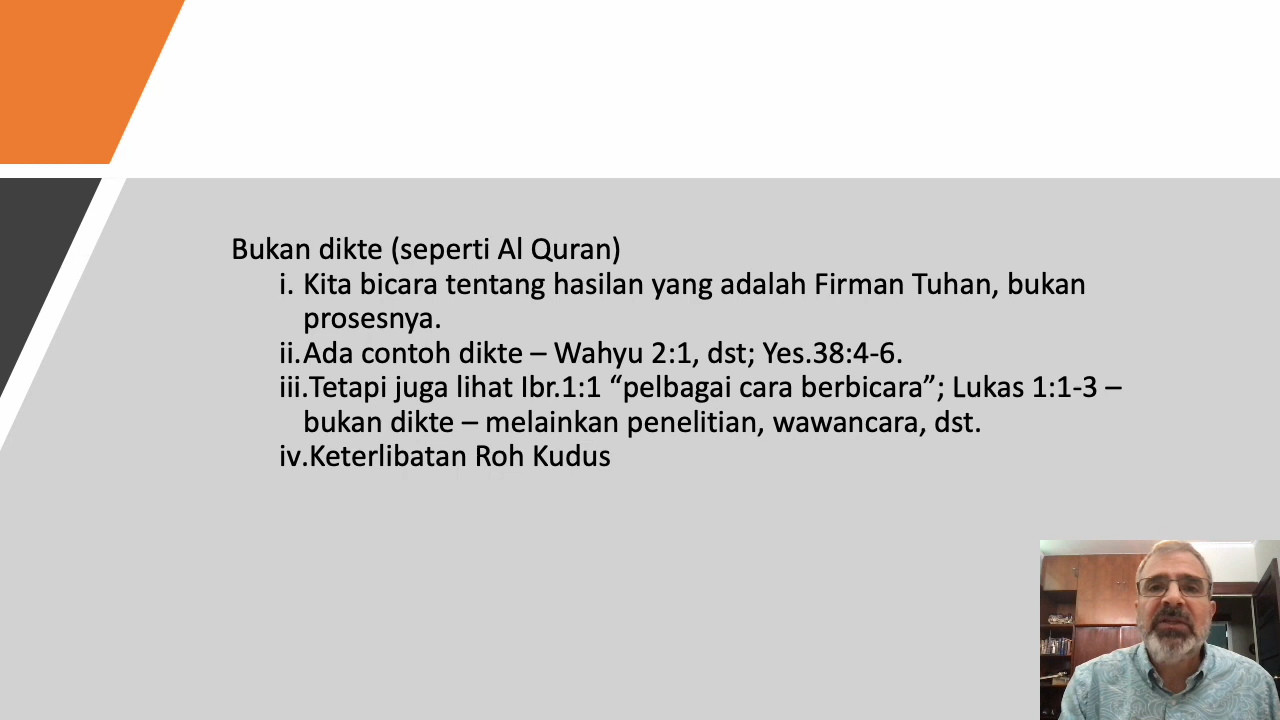 Bukan dikte (seperti Al Quran)
i. Kita bicara tentang hasilan yang adalah Firman Tuhan, bukan
prosesnya.
ii.Ada contoh dikte – Wahyu 2:1, dst; Yes.38:4-6.
iii.Tetapi juga lihat Ibr.1:1 “pelbagai cara berbicara”; Lukas 1:1-3 –
bukan dikte – melainkan penelitian, wawancara, dst.
iv.Keterlibatan Roh Kudus